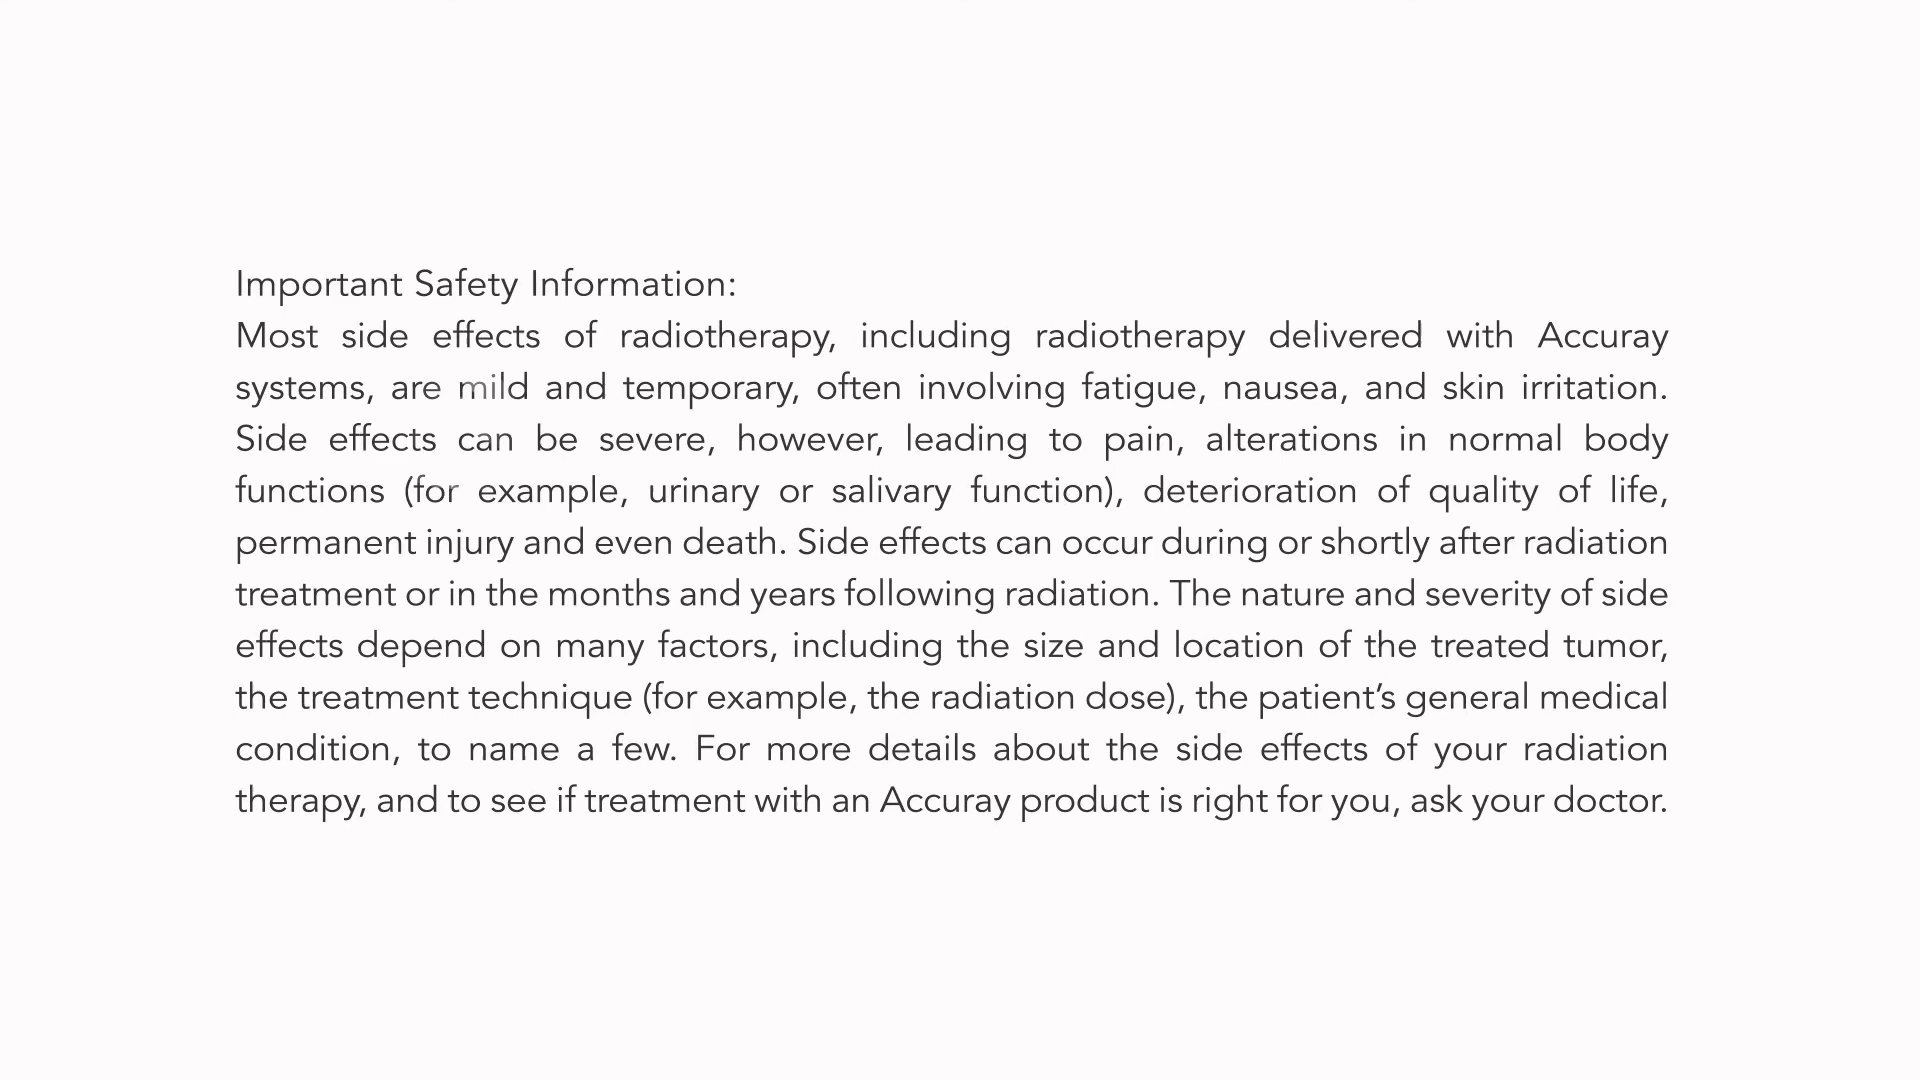 Important Safety Information:
Most side effects of radiotherapy, including radiotherapy delivered with Accuray
systems, are mild and temporary, often involving fatigue, nausea, and skin irritation.
Side effects can be severe, however, leading to pain, alterations in normal body
functions (for example, urinary or salivary function), deterioration of quality of life,
permanent injury and even death. Side effects can occur during or shortly after radiation
treatment or in the months and years following radiation. The nature and severity of side
effects depend on many factors, including the size and location of the treated tumor,
the treatment technique (for example, the radiation dose), the patient’s general medical
condition, to name a few. For more details about the side effects of your radiation
therapy, and to see if treatment with an Accuray product is right for you, ask your doctor.